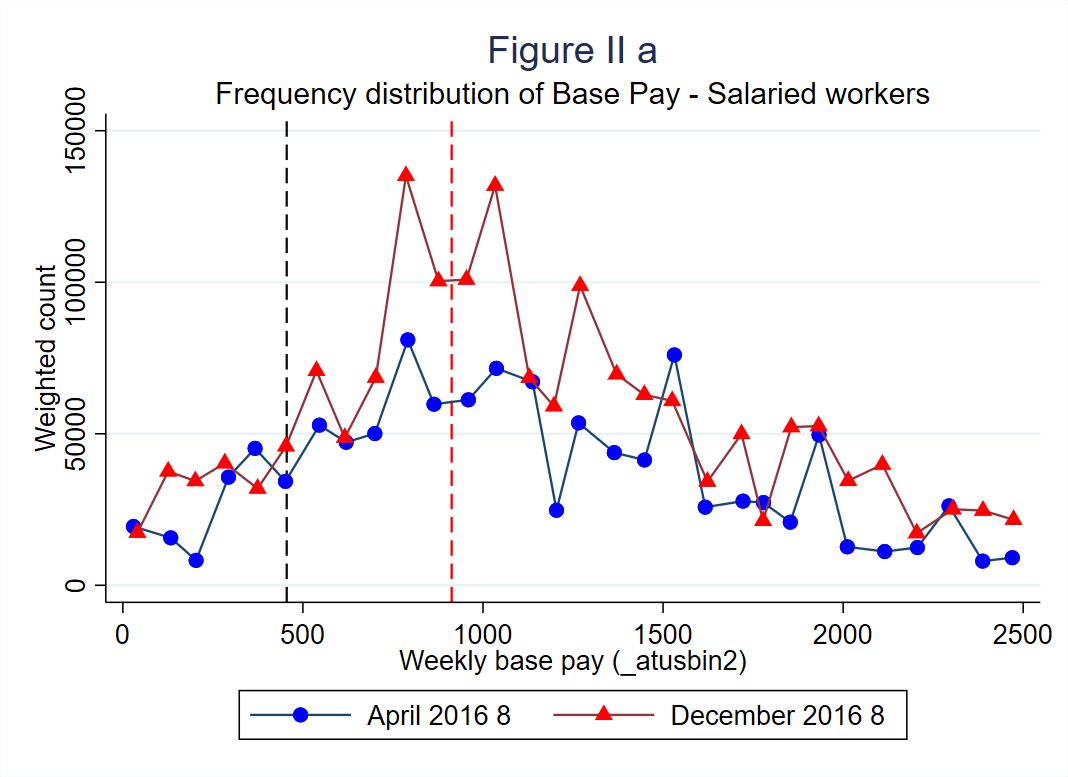 Figure II a
Frequency distribution of Base Pay - Salaried workers
150000
100000
50000
0
Weighted count
0 500 1000 1500 2000 2500
Weekly base pay (_atusbin2)
April 2016 8 December 2016 8